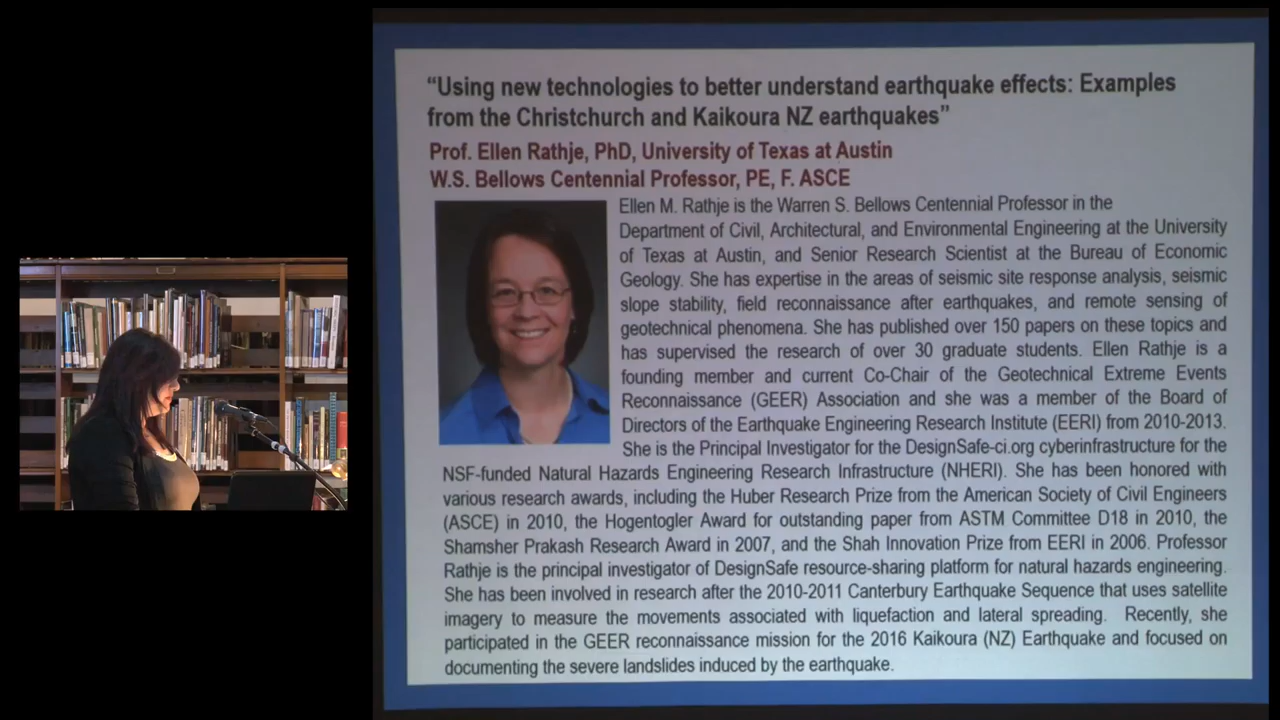 “Using new technologies to better understand earthquake effects: Examples
from the Christchurch and Kaikoura NZ earthquakes”
Prof. Ellen Rathje, PhD, University of Texas at Austin
W.S. Bellows Centennial Professor, PE, F. ASCE
Ellen M. Rathje is the Warren S. Bellows Centennial Professor in the
Department of Civil, Architectural, and Environmental Engineering at the University
of Texas at Austin, and Senior Research Scientist at the Bureau of Economic
Geology. She has expertise in the areas of seismic site response analysis, seismic
slope stability, field reconnaissance after earthquakes, and remote sensing of
geotechnical phenomena. She has published over 150 papers on these topics and
has supervised the research of over 30 graduate students. Ellen Rathje is a
founding member and current Co-Chair of the Geotechnical Extreme Events
Reconnaissance (GEER) Association and she was a member of the Board of
Directors of the Earthquake Engineering Research Institute (EERI) from 2010-2013.
She is the Principal Investigator for the DesignSafe-ci.org cyberinfrastructure for the
NSF-funded Natural Hazards Engineering Research Infrastructure (NHERI). She has been honored with
various research awards, including the Huber Research Prize from the American Society of Civil Engineers
(ASCE) in 2010, the Hogentogler Award for outstanding paper from ASTM Committee D18 in 2010, the
Shamsher Prakash Research Award in 2007, and the Shah Innovation Prize from EERI in 2006. Professor
Rathje is the principal investigator of DesignSafe resource-sharing platform for natural hazards engineering.
She has been involved in research after the 2010-2011 Canterbury Earthquake Sequence that uses satellite
imagery to measure the movements associated with liquefaction and lateral spreading. Recently, she
participated in the GEER reconnaissance mission for the 2016 Kaikoura (NZ) Earthquake and focused on
documenting the severe landslides induced by the earthquake.